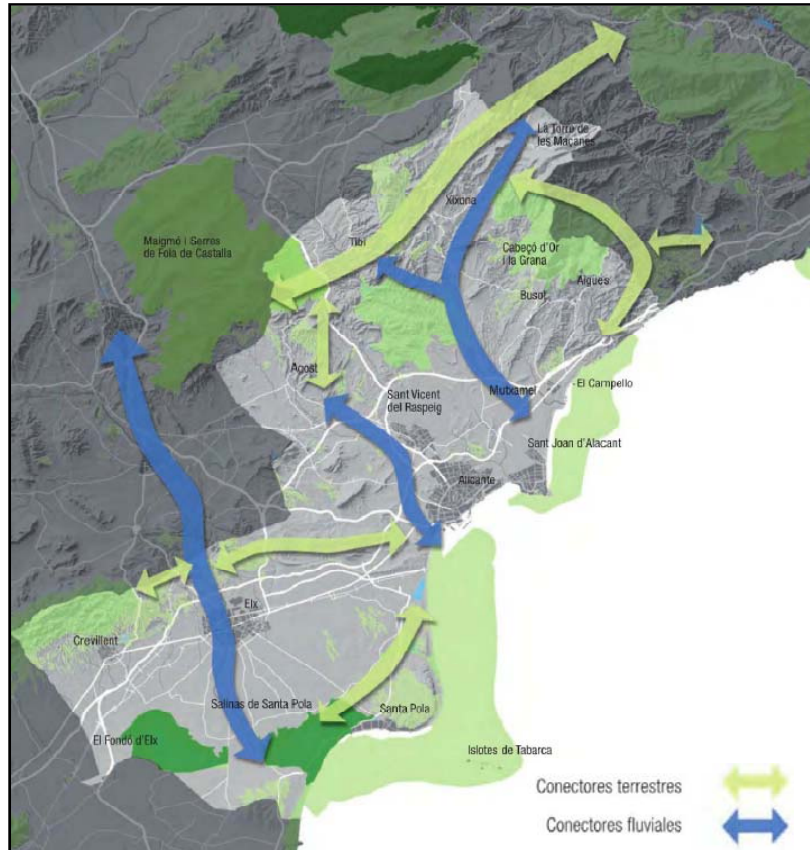 La Torre de
les Maçanes
Xixona
Maigmó i Serres
de Foia de Castalla
Tibi
Cabeçó d'Or
i la Grana
Aigües
Busot
Agost
Mutxamel
El Campello
Sant Vicent
del Raspeig
Sant Joan d'Alacant
Alicante
Elx
Crevillent
Salinas de Santa Pola
Santa Pola
El Fondó d'Elx
Islotes de Tabarca
Conectores terrestres
Conectores fluviales